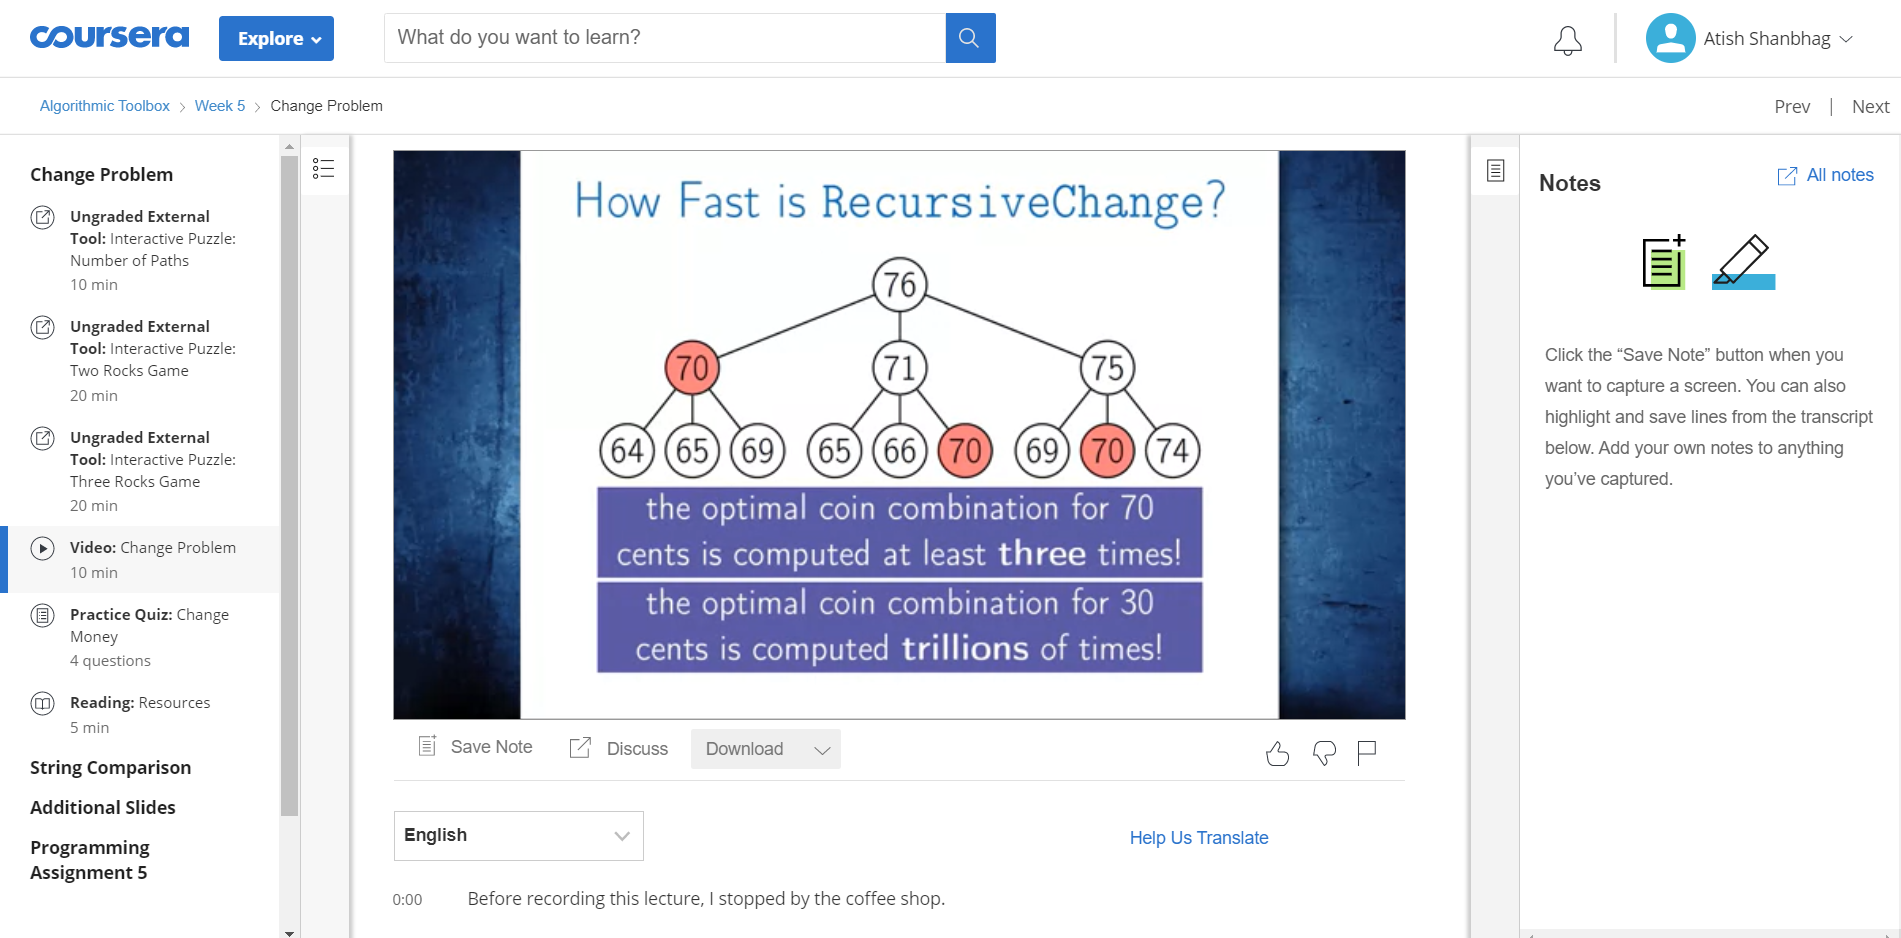 coursera
Explore
What do you want to learn?
Atish Shanbhag
Algorithmic Toolbox > Week 5 > Change Problem
Prev | Next
Change Problem
Ungraded External
Tool: Interactive Puzzle:
Number of Paths
10 min
Ungraded External
Tool: Interactive Puzzle:
Two Rocks Game
20 min
Ungraded External
Tool: Interactive Puzzle:
Three Rocks Game
20 min
Video: Change Problem
10 min
Practice Quiz: Change
Money
4 questions
Reading: Resources
5 min
String Comparison
Additional Slides
Programming
Assignment 5
How Fast is RecursiveChange?
76
70 71 75
64 65 69 65 66 70 69 70 74
the optimal coin combination for 70
cents is computed at least three times!
the optimal coin combination for 30
cents is computed trillions of times!
Save Note
Discuss
Download
English
Help Us Translate
0:00 Before recording this lecture, I stopped by the coffee shop.
Notes
All notes
Click the “Save Note” button when you
want to capture a screen. You can also
highlight and save lines from the transcript
below. Add your own notes to anything
you’ve captured.